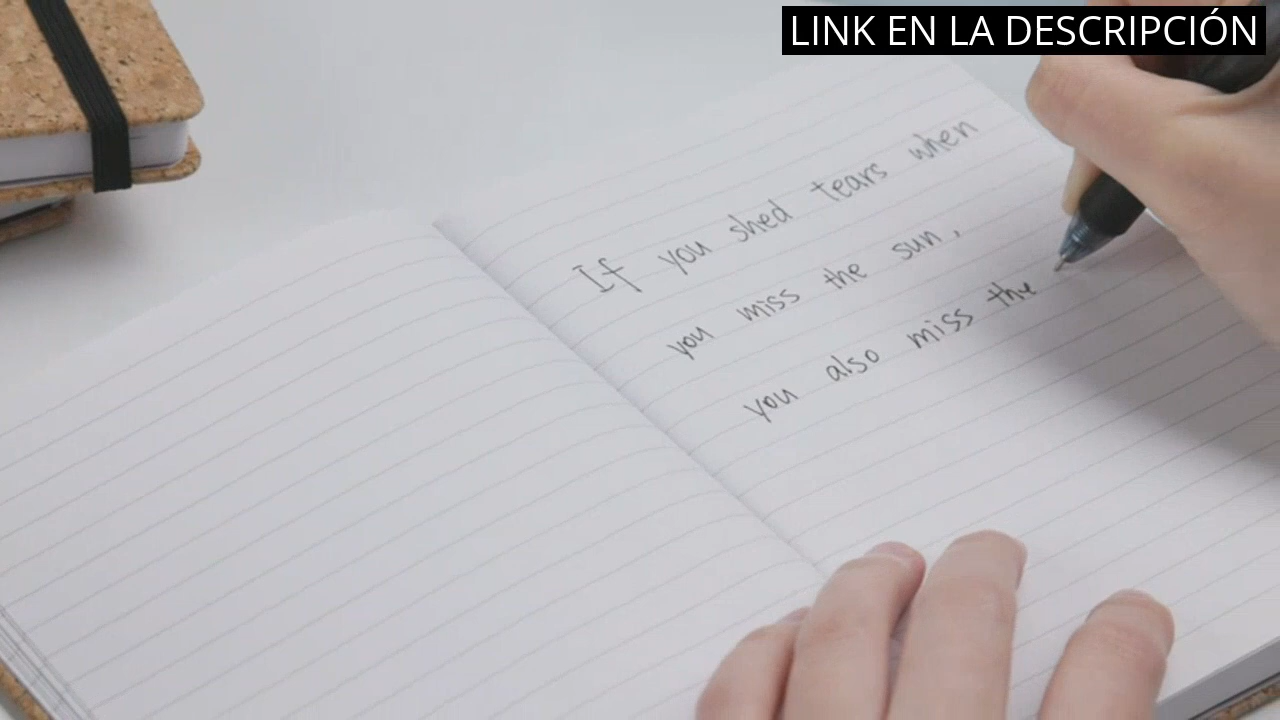 LINK EN LA DESCRIPCIÓN
If you shed tears when
you miss the sun,
you also miss the